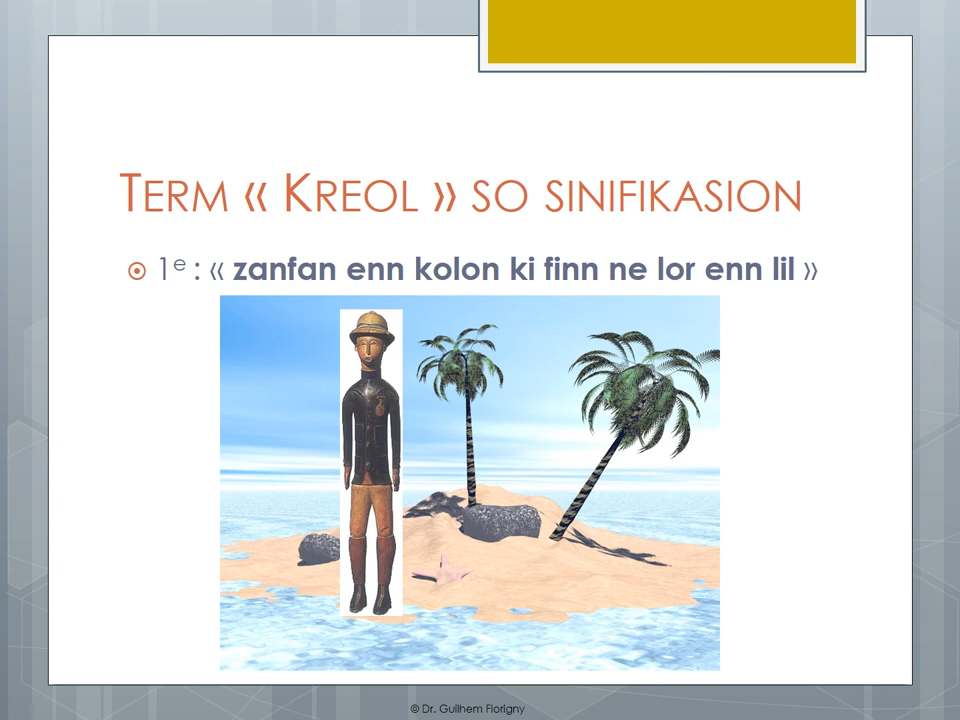 Term « Kreol » so sinifikasion
1e : « zanfan enn kolon ki finn ne lor enn lil »
© Dr. Guilhem Florigny